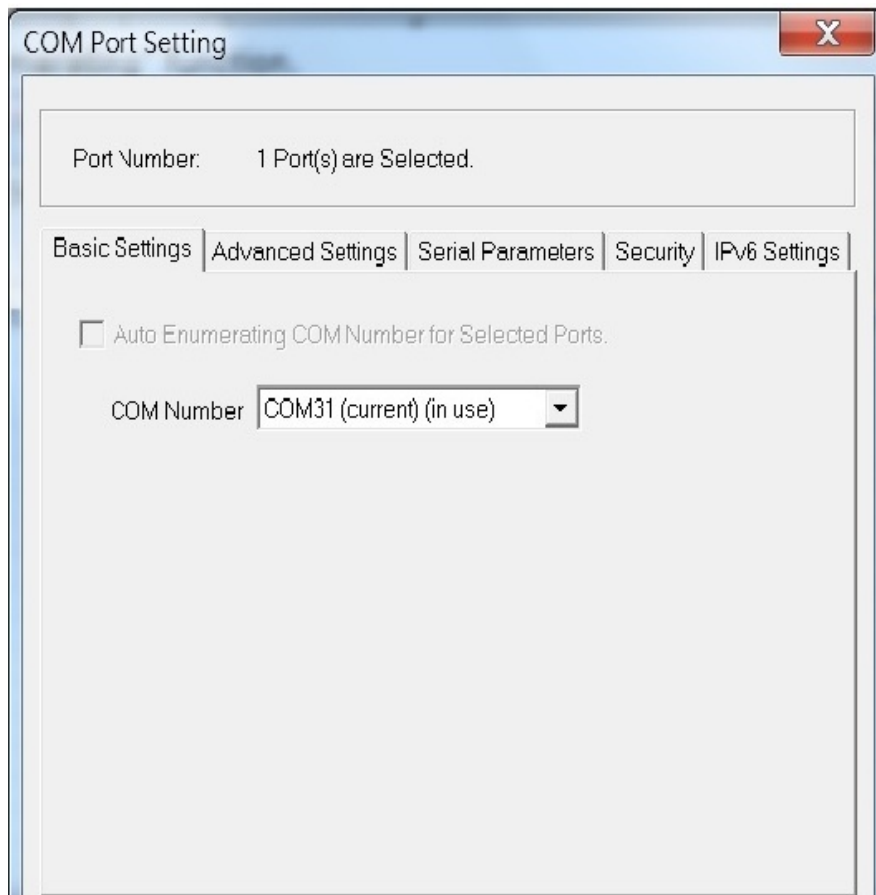 COM Port Setting
Port Number: 1 Port(s) are Selected.
Basic Settings Advanced Settings Serial Parameters Security IPv6 Settings
Auto Enumerating COM Number for Selected Ports.
COM Number COM31 (current) (in use)